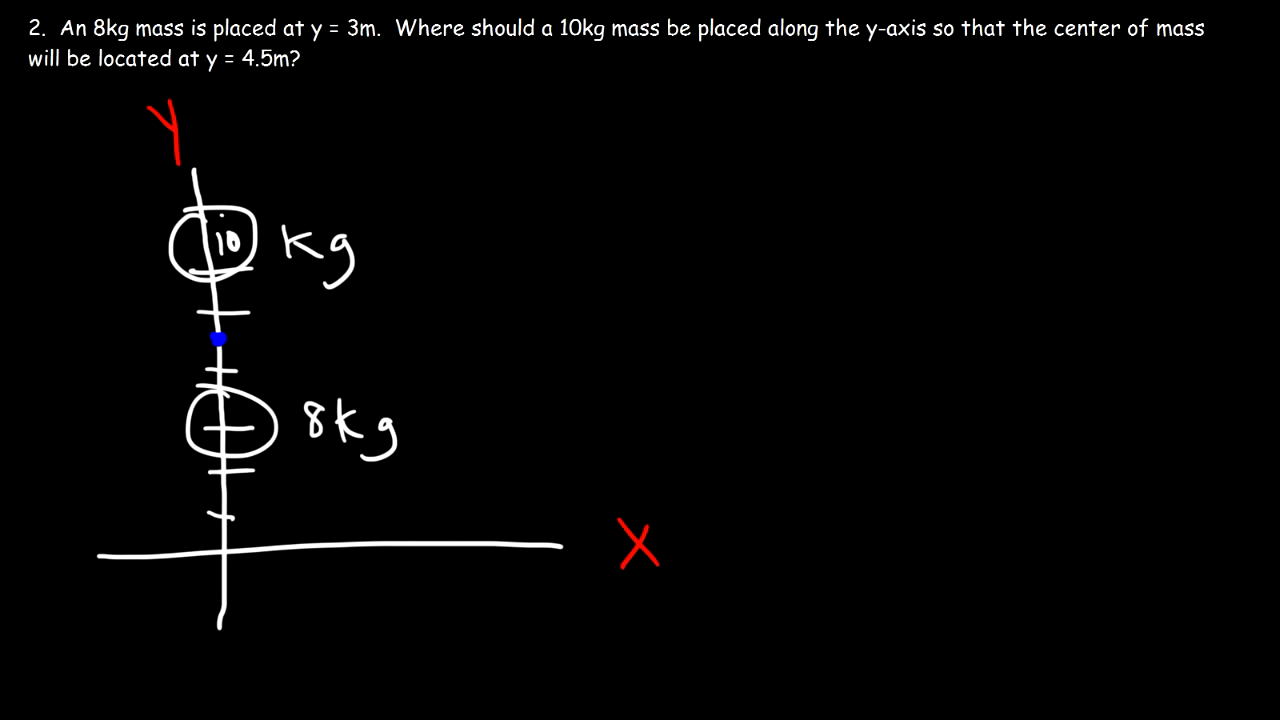 2. An 8kg mass is placed at y = 3m. Where should a 10kg mass be placed along the y-axis so that the center of mass
will be located at y = 4.5m?
Y
10 kg
8kg
X